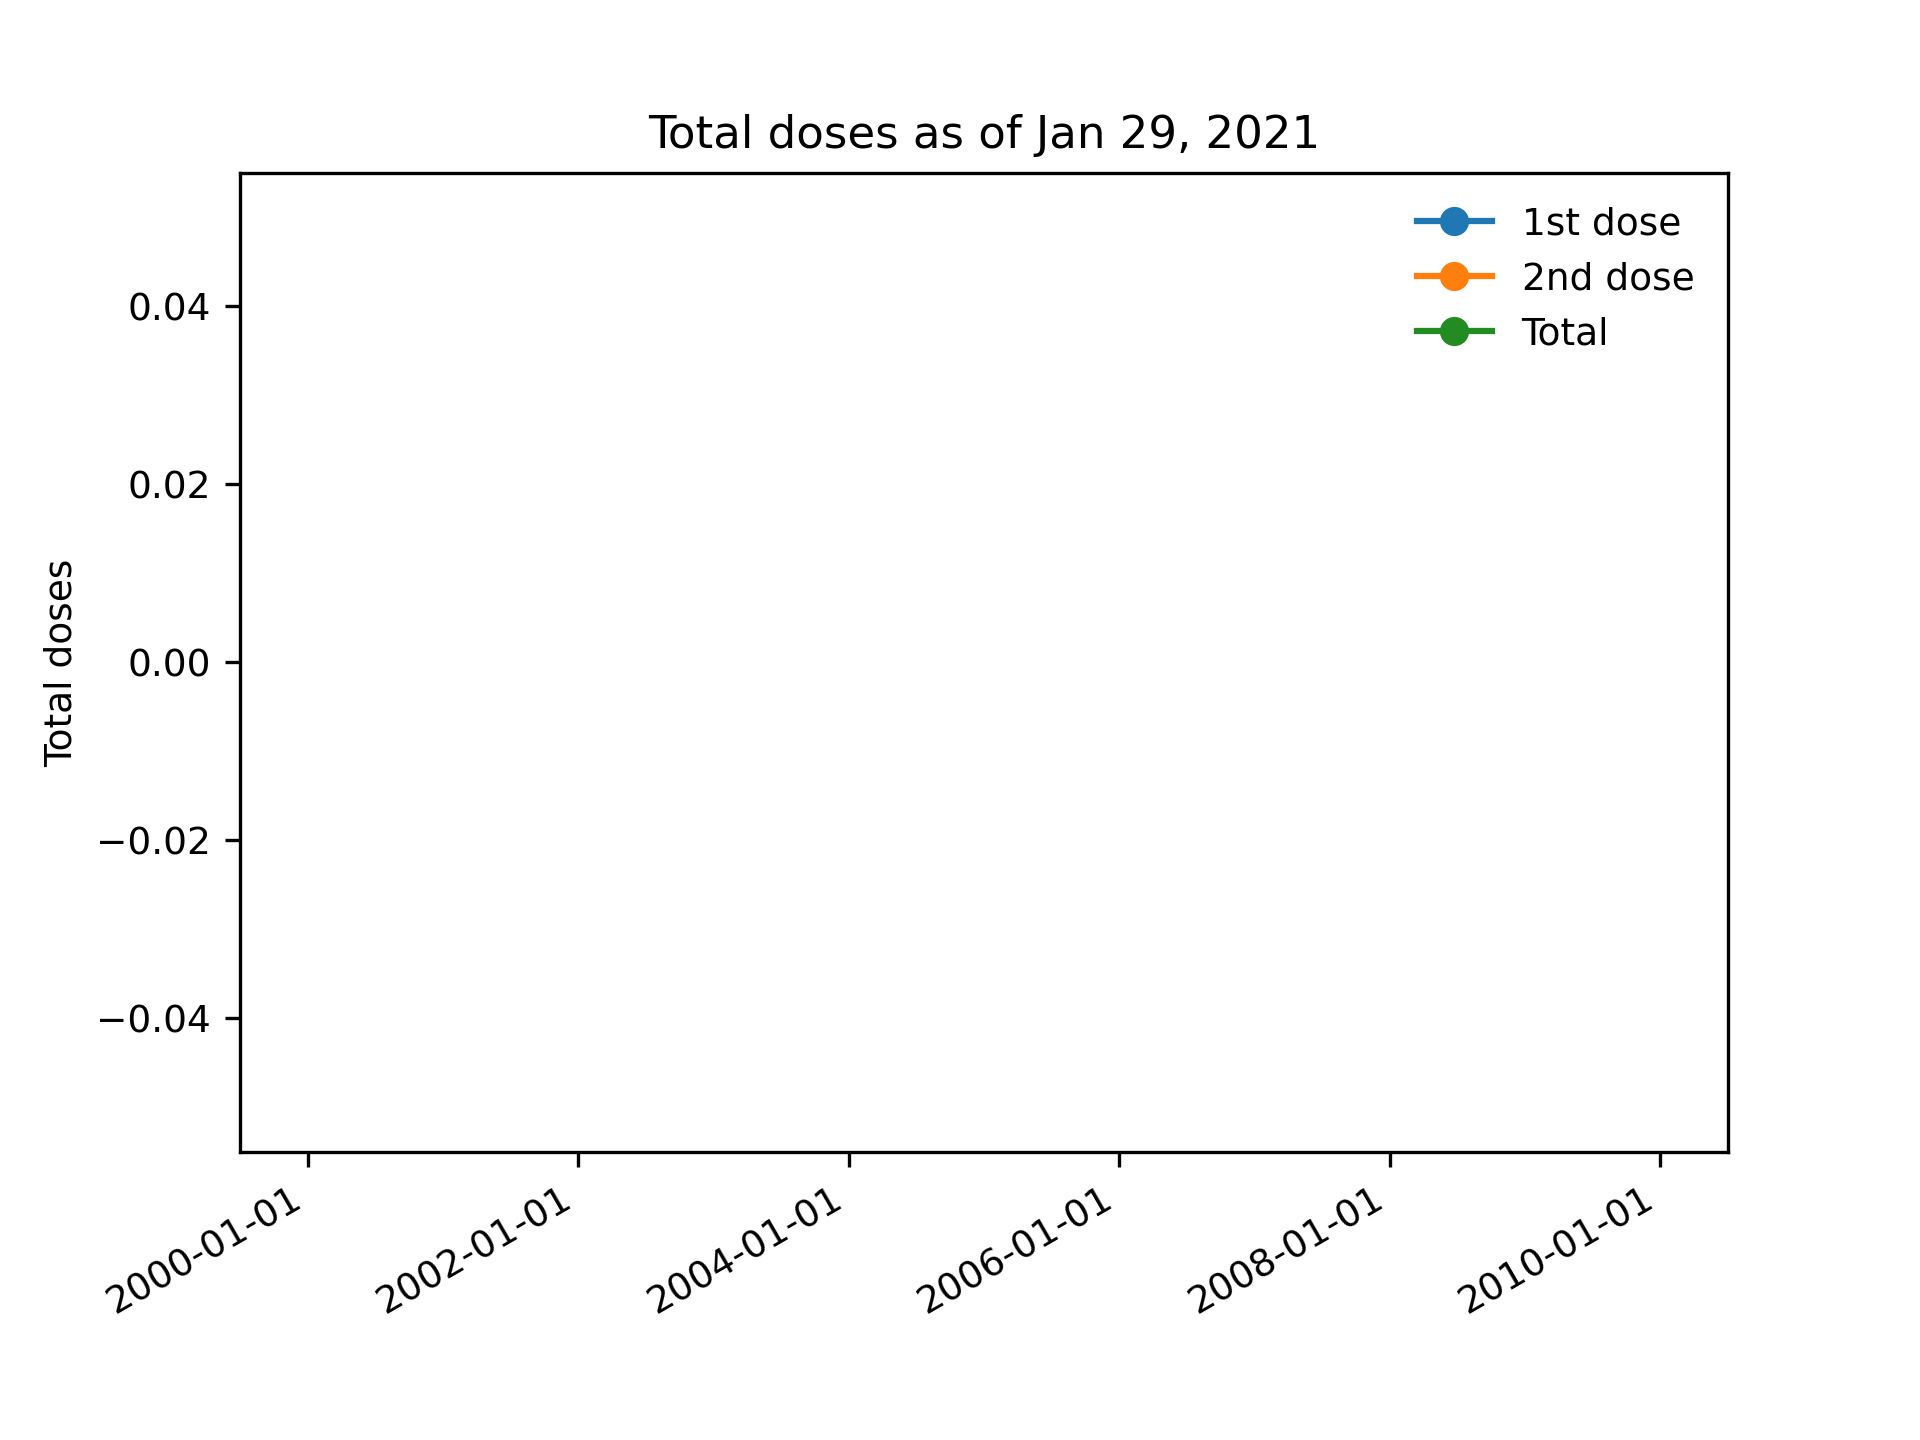 Total doses as of Jan 29, 2021
1st dose
2nd dose
Total
Total doses
0.04
0.02
0.00
−0.02
−0.04
2000-01-01
2002-01-01
2004-01-01
2006-01-01
2008-01-01
2010-01-01